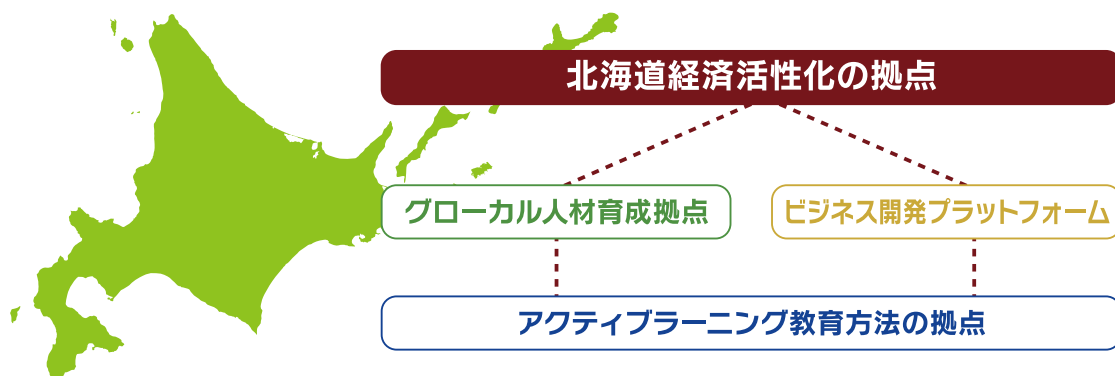 北海道経済活性化の拠点
グローカル人材育成拠点
ビジネス開発プラットフォーム
アクティブラーニング教育方法の拠点